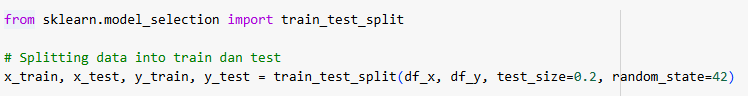 from sklearn.model_selection import train_test_split
# Splitting data into train dan test
x_train, x_test, y_train, y_test = train_test_split(df_x, df_y, test_size=0.2, random_state=42)